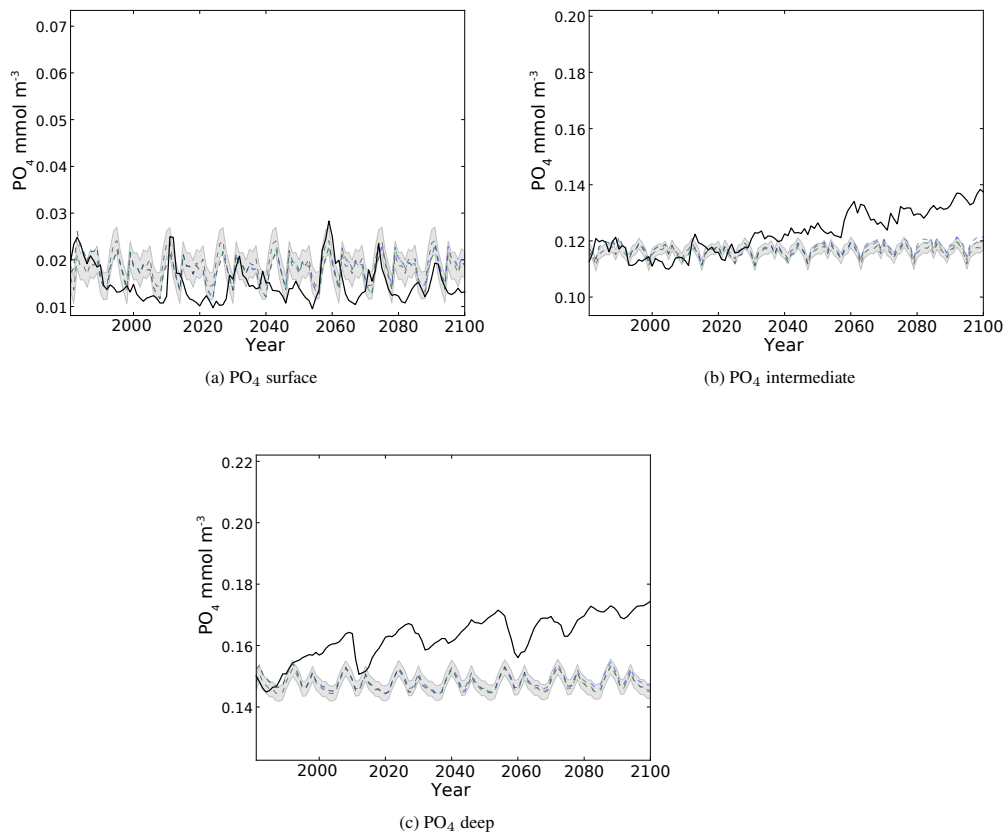 0.07
0.06
0.05
0.04
0.03
0.02
0.01
PO₄ mmol m⁻³
2000 2020 2040 2060 2080 2100
Year
(a) PO₄ surface
0.20
0.18
0.16
0.14
0.12
0.10
PO₄ mmol m⁻³
2000 2020 2040 2060 2080 2100
Year
(b) PO₄ intermediate
0.22
0.20
0.18
0.16
0.14
PO₄ mmol m⁻³
2000 2020 2040 2060 2080 2100
Year
(c) PO₄ deep